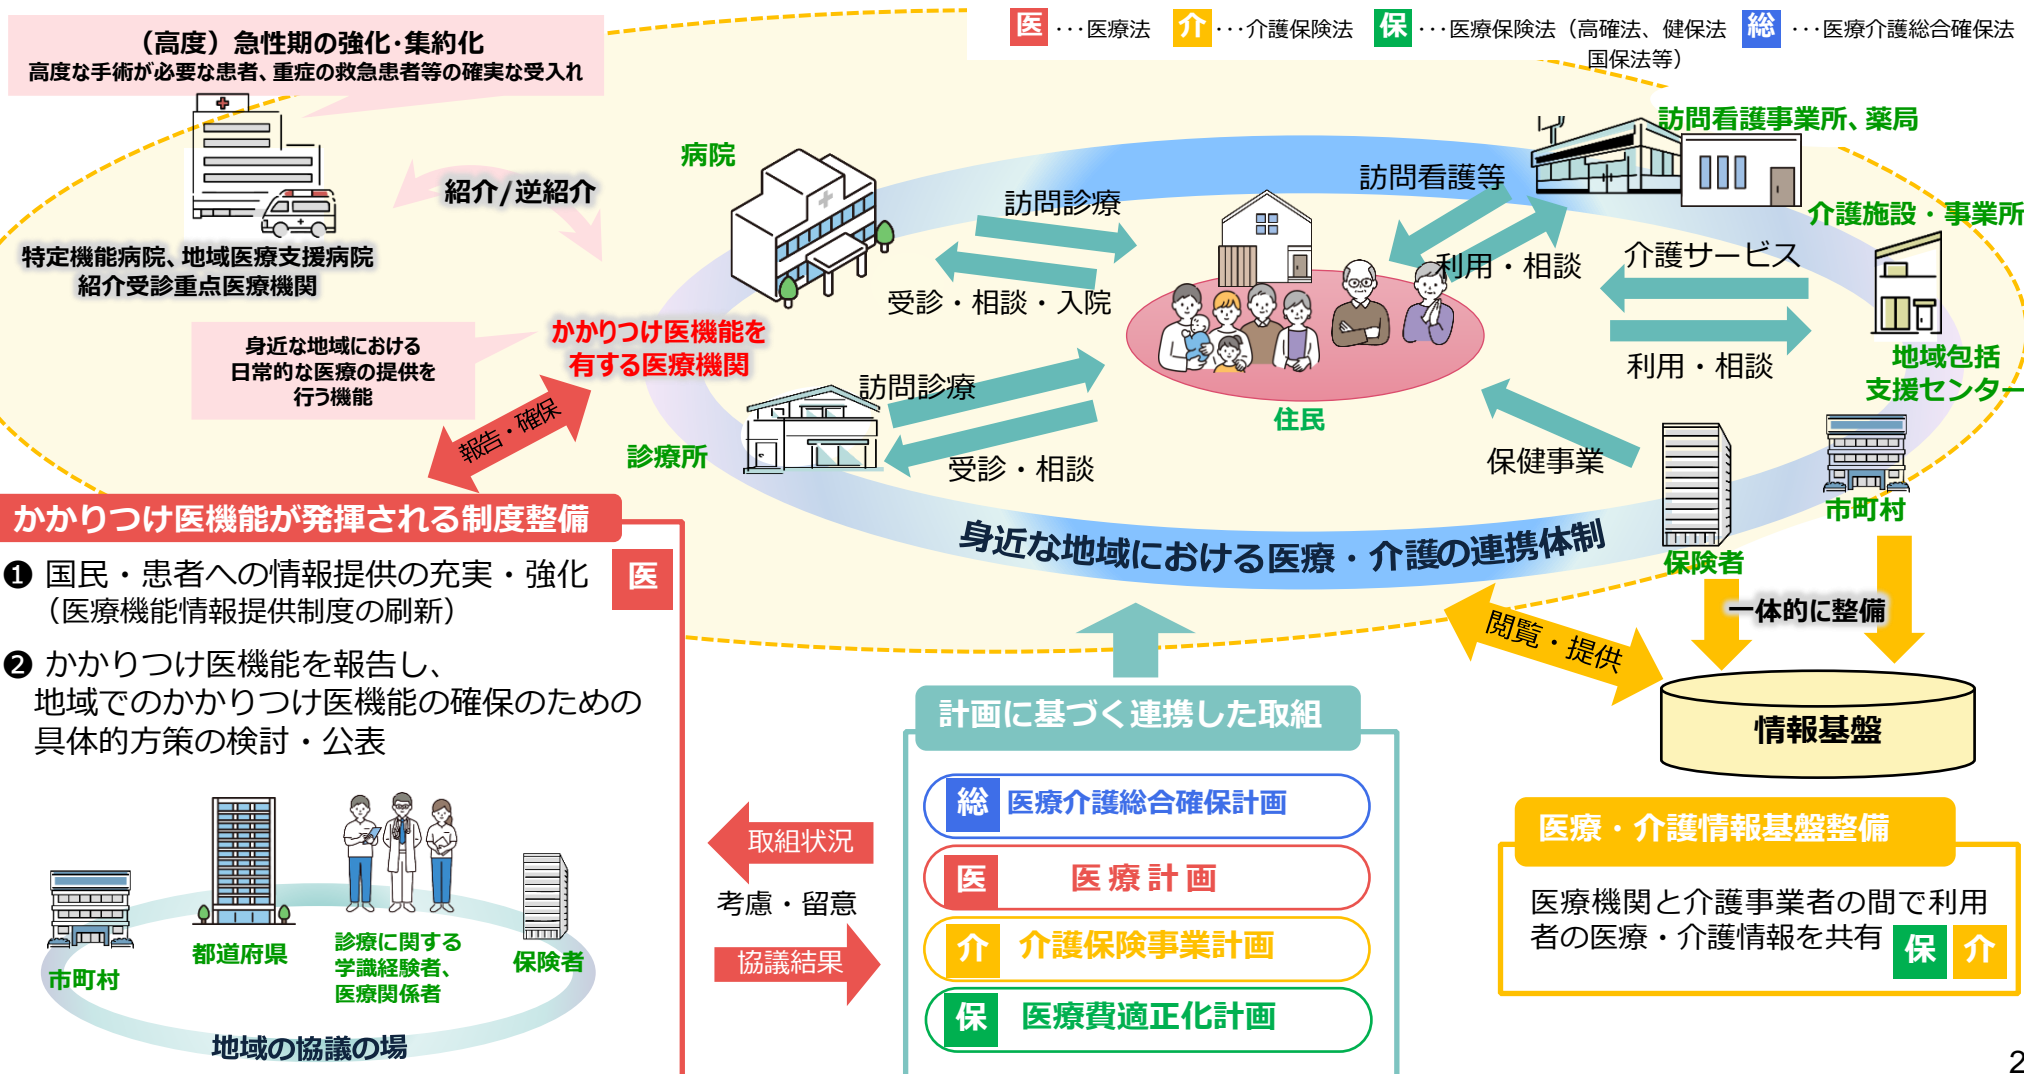 医 ･･･医療法 介 ･･･介護保険法 保 ･･･医療保険法（高確法、健保法 総 ･･･医療介護総合確保法
国保法等）
（高度）急性期の強化･集約化
高度な手術が必要な患者、重症の救急患者等の確実な受入れ
紹介/逆紹介
特定機能病院、地域医療支援病院
紹介受診重点医療機関
身近な地域における
日常的な医療の提供を
行う機能
かかりつけ医機能を
有する医療機関
報告・確保
病院
訪問診療
受診・相談・入院
診療所
訪問診療
受診・相談
住民
訪問看護事業所、薬局
訪問看護等
利用・相談
介護施設・事業所
介護サービス
利用・相談
地域包括
支援センター
保健事業
保険者
市町村
身近な地域における医療・介護の連携体制
一体的に整備
閲覧・提供
情報基盤
かかりつけ医機能が発揮される制度整備
医
❶ 国民・患者への情報提供の充実・強化
（医療機能情報提供制度の刷新）
❷ かかりつけ医機能を報告し、
地域でのかかりつけ医機能の確保のための
具体的方策の検討・公表
市町村
都道府県
診療に関する
学識経験者、
医療関係者
保険者
地域の協議の場
取組状況
考慮・留意
協議結果
計画に基づく連携した取組
総 医療介護総合確保計画
医 医療計画
介 介護保険事業計画
保 医療費適正化計画
医療・介護情報基盤整備
医療機関と介護事業者の間で利用
者の医療・介護情報を共有 保 介
2